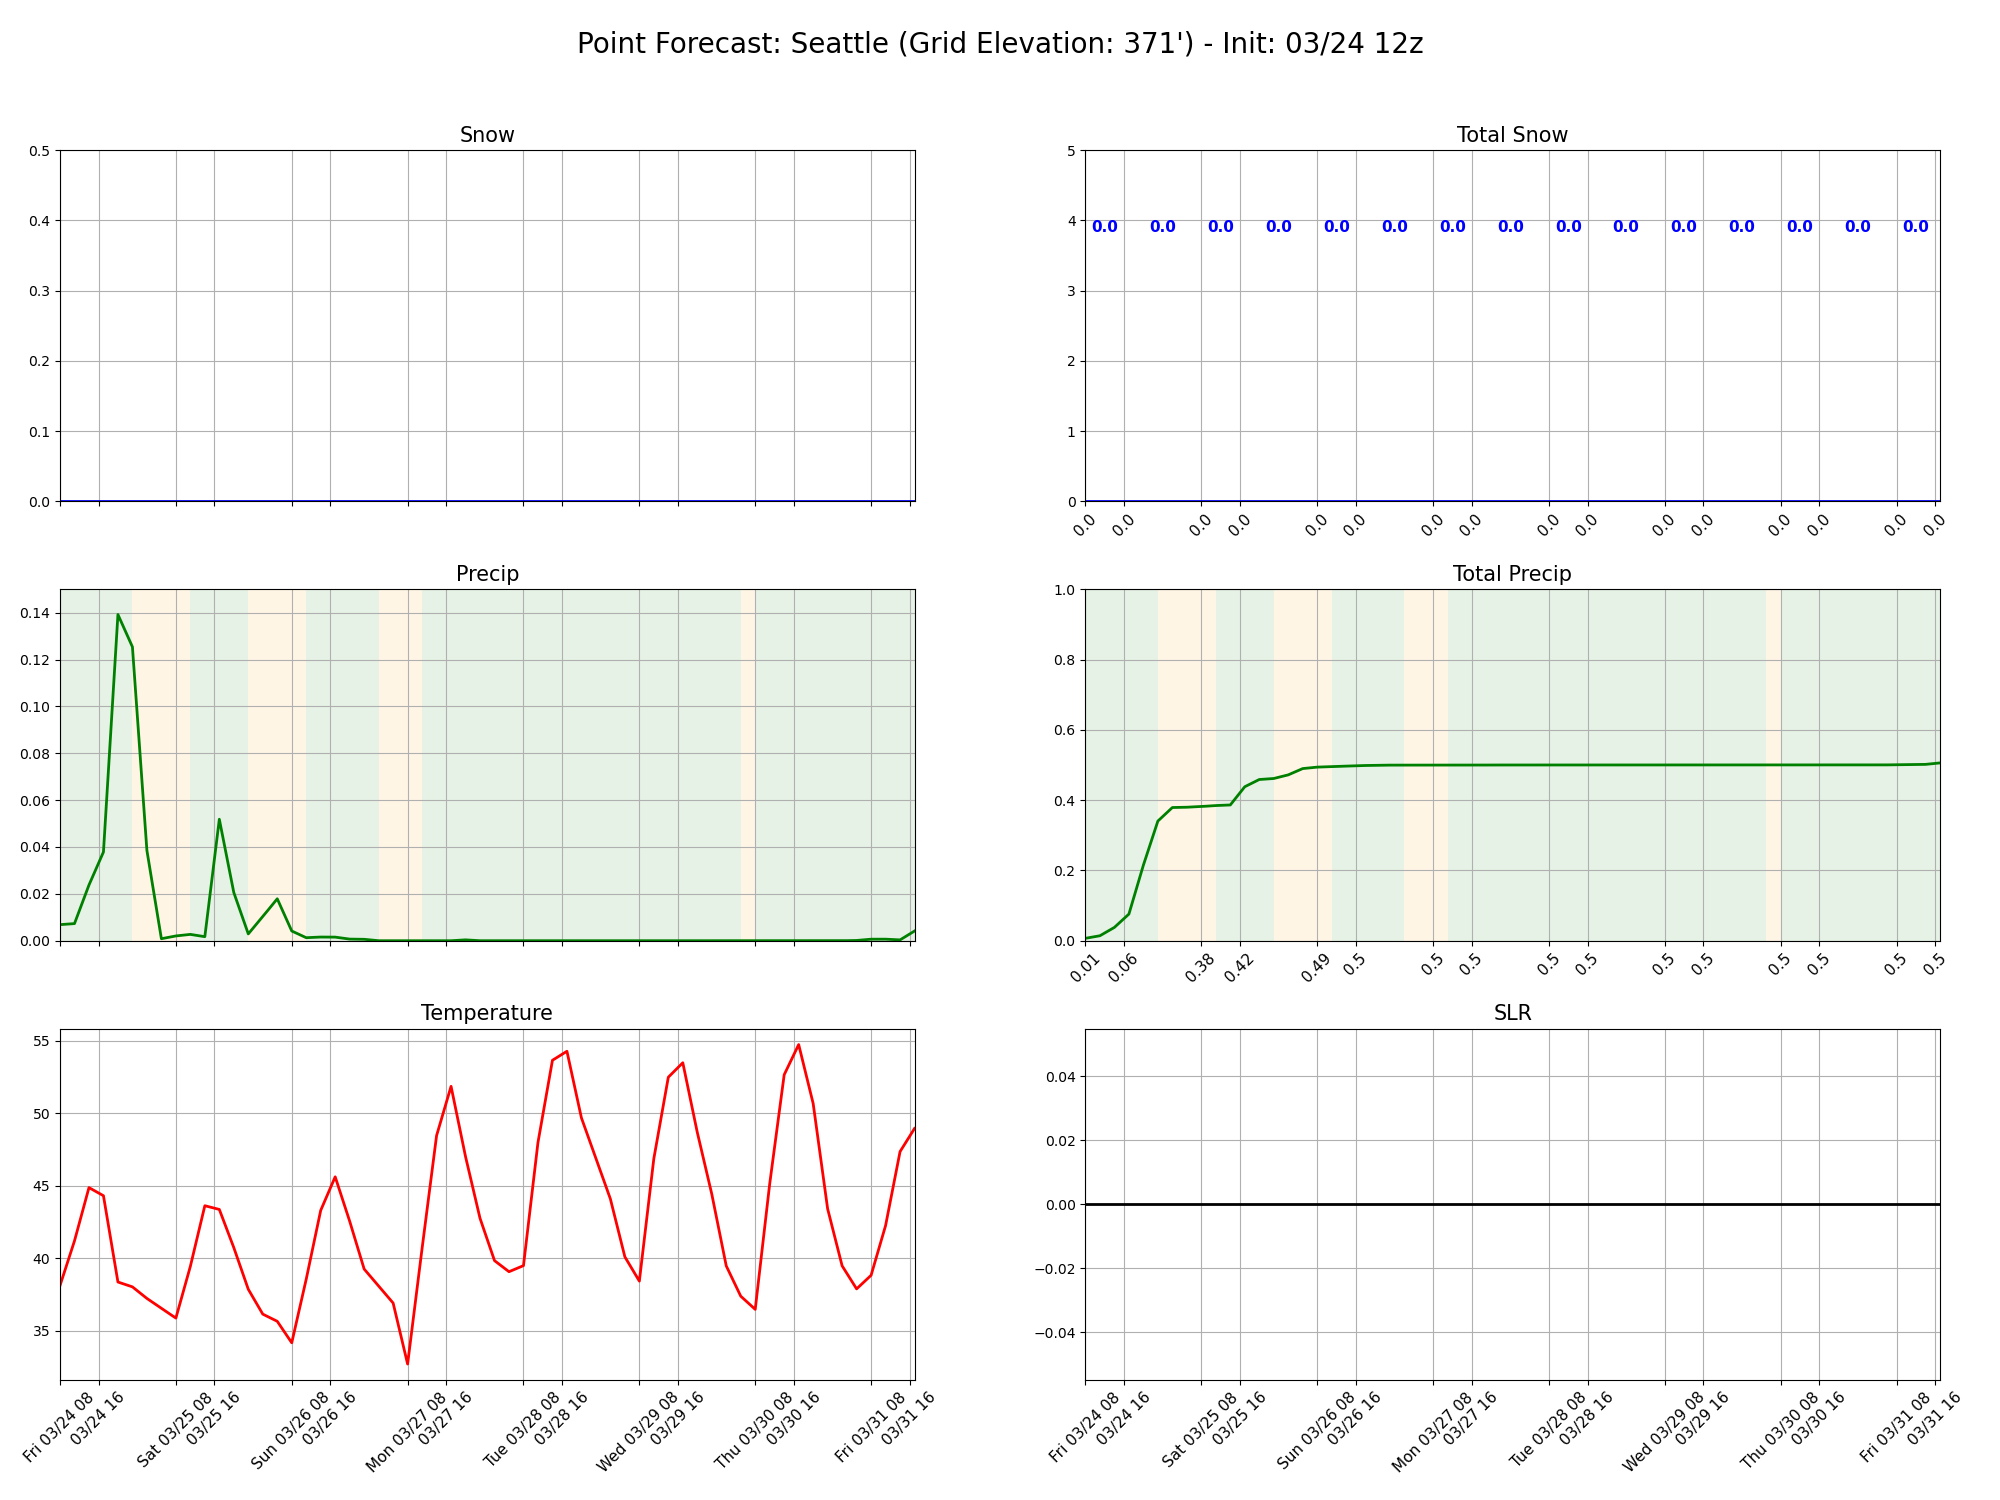 Point Forecast: Seattle (Grid Elevation: 371') - Init: 03/24 12z
Snow
0.5
0.4
0.3
0.2
0.1
0.0
Total Snow
5
4
3
2
1
0
0.0 0.0 0.0 0.0 0.0 0.0 0.0 0.0 0.0 0.0 0.0 0.0 0.0 0.0 0.0
0.0 0.0 0.0 0.0 0.0 0.0 0.0 0.0 0.0 0.0 0.0 0.0 0.0 0.0 0.0 0.0
Precip
0.14
0.12
0.10
0.08
0.06
0.04
0.02
0.00
Total Precip
1.0
0.8
0.6
0.4
0.2
0.0
0.01 0.06 0.38 0.42 0.49 0.5 0.5 0.5 0.5 0.5 0.5 0.5 0.5 0.5 0.5 0.5
Temperature
55
50
45
40
35
Fri 03/24 08
03/24 16
Sat 03/25 08
03/25 16
Sun 03/26 08
03/26 16
Mon 03/27 08
03/27 16
Tue 03/28 08
03/28 16
Wed 03/29 08
03/29 16
Thu 03/30 08
03/30 16
Fri 03/31 08
03/31 16
SLR
0.04
0.02
0.00
−0.02
−0.04
Fri 03/24 08
03/24 16
Sat 03/25 08
03/25 16
Sun 03/26 08
03/26 16
Mon 03/27 08
03/27 16
Tue 03/28 08
03/28 16
Wed 03/29 08
03/29 16
Thu 03/30 08
03/30 16
Fri 03/31 08
03/31 16